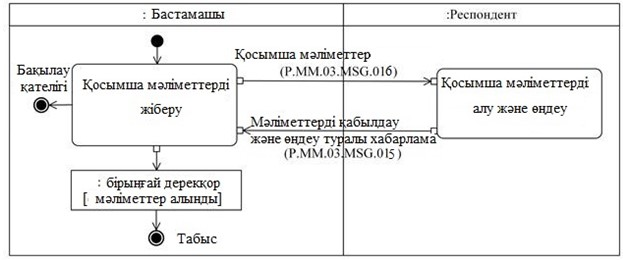 : Бастамашы
:Респондент
Бақылау
қателігі
Қосымша мәліметтерді
жіберу
Қосымша мәліметтер
(P.MM.03.MSG.016)
Қосымша мәліметтерді
алу және өңдеу
Мәліметтерді қабылдау
және өңдеу туралы хабарлама
(P.MM.03.MSG.015 )
: бірыңғай дерекқор
[ мәліметтер алынды]
Табыс